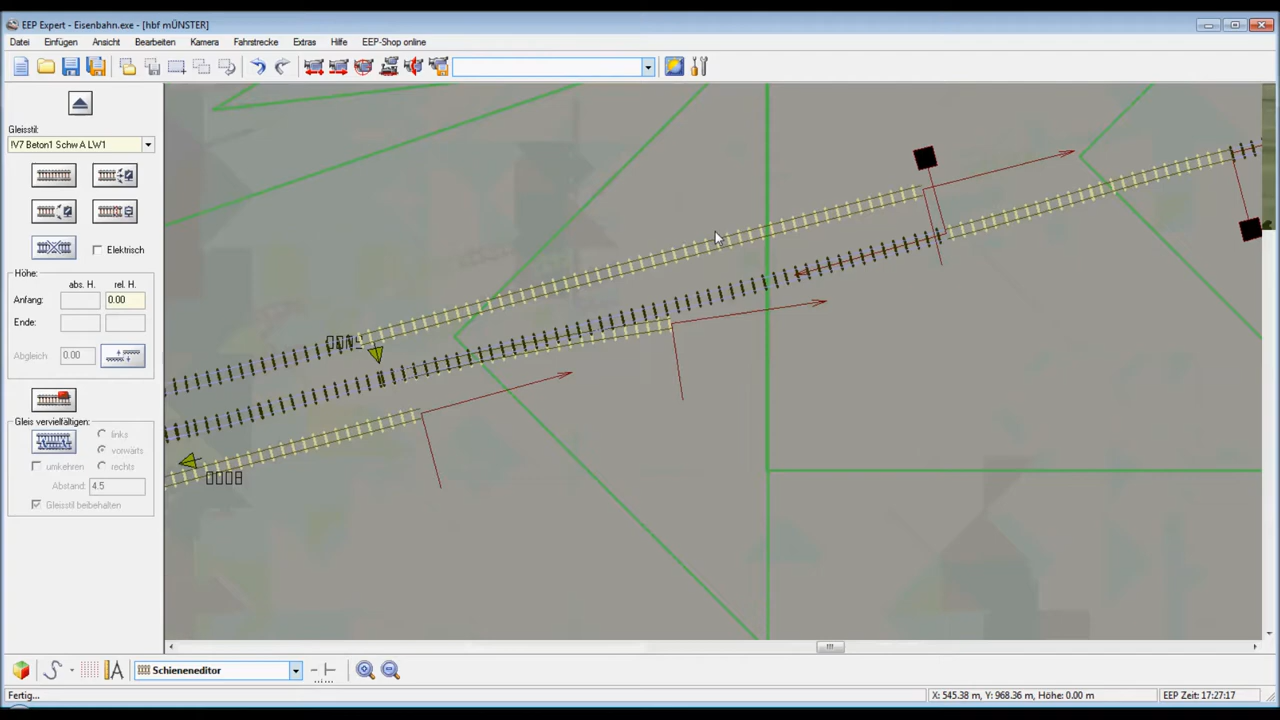 EEP Expert - Eisenbahn.exe - [hbf mÜNSTER]
Datei Einfügen Ansicht Bearbeiten Kamera Fahrstrecke Extras Hilfe EEP-Shop online
Gleisstil:
!V7 Beton1 Schw A LW1
Elektrisch
Höhe:
abs. H. rel. H.
Anfang: 0.00
Ende:
Abgleich 0.00
Gleis vervielfältigen:
links
vorwärts
umkehren rechts
Abstand: 4.5
Gleisstil beibehalten
Schieneneditor
Fertig... X: 545.38 m, Y: 968.36 m, Höhe: 0.00 m EEP Zeit: 17:27:17